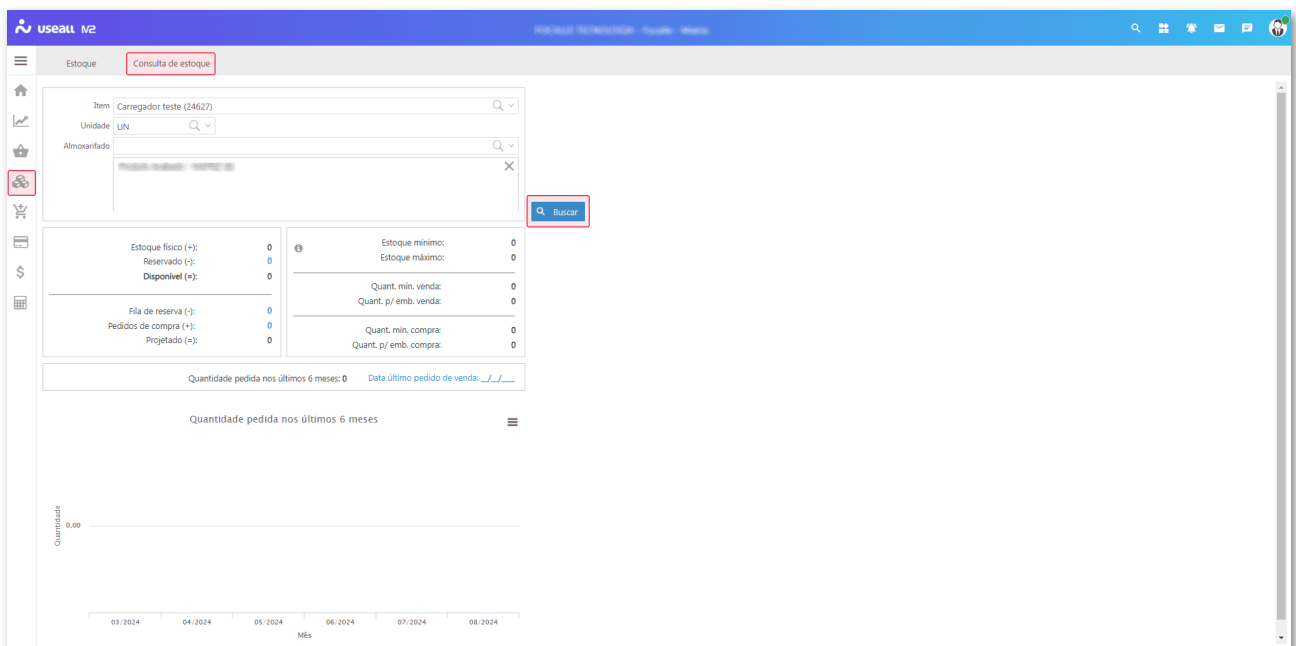 useall M2
Estoque Consulta de estoque
Item Carregador teste (24627)
Unidade UN
Almoxarifado
Buscar
Estoque físico (+): 0
Reservado (-): 0
Disponível (=): 0
Fila de reserva (-): 0
Pedidos de compra (+): 0
Projetado (=): 0
Estoque mínimo: 0
Estoque máximo: 0
Quant. mín. venda: 0
Quant. p/ emb. venda: 0
Quant. mín. compra: 0
Quant. p/ emb. compra: 0
Quantidade pedida nos últimos 6 meses: 0 Data último pedido de venda: __/__/____
Quantidade pedida nos últimos 6 meses
Quantidade
0,00
03/2024 04/2024 05/2024 06/2024 07/2024 08/2024
Mês